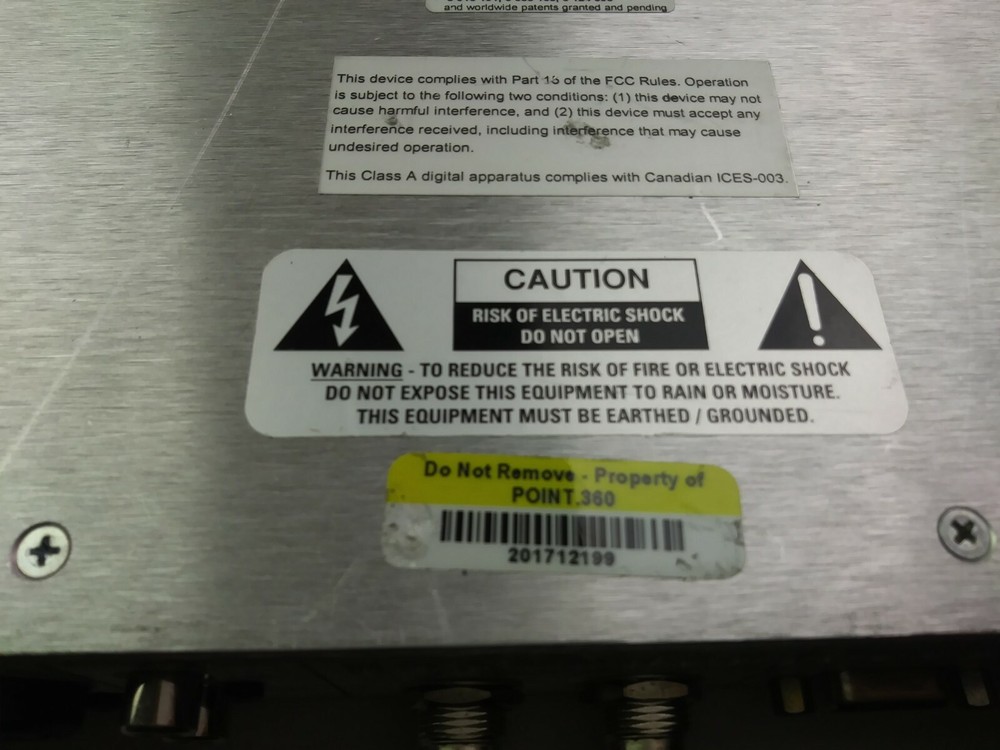 and worldwide patents granted and pending
This device complies with Part 15 of the FCC Rules. Operation
is subject to the following two conditions: (1) this device may not
cause harmful interference, and (2) this device must accept any
interference received, including interference that may cause
undesired operation.
This Class A digital apparatus complies with Canadian ICES-003.
CAUTION
RISK OF ELECTRIC SHOCK
DO NOT OPEN
WARNING - TO REDUCE THE RISK OF FIRE OR ELECTRIC SHOCK
DO NOT EXPOSE THIS EQUIPMENT TO RAIN OR MOISTURE.
THIS EQUIPMENT MUST BE EARTHED / GROUNDED.
Do Not Remove - Property of
POINT.360
201712199